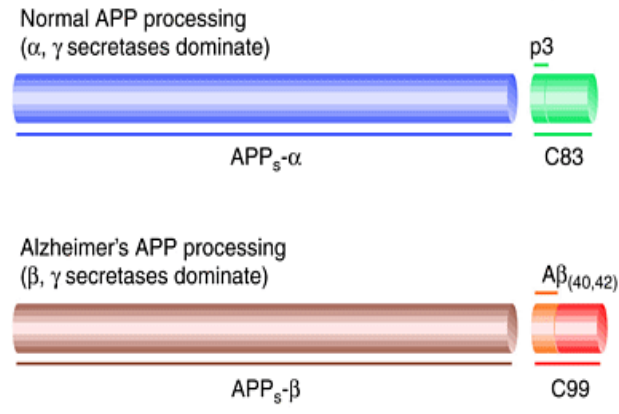 Normal APP processing
(α, γ secretases dominate)
p3
APPs-α
C83
Alzheimer's APP processing
(β, γ secretases dominate)
Aβ(40,42)
APPs-β
C99